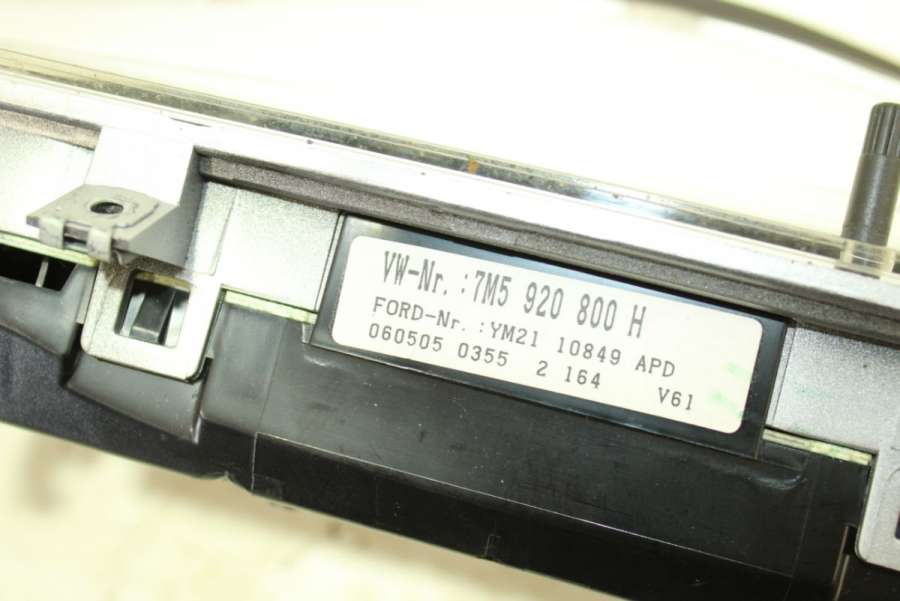 VW-Nr.:7M5 920 800 H
FORD-Nr.:YM21 10849 APD
060505 0355 2 164 V61